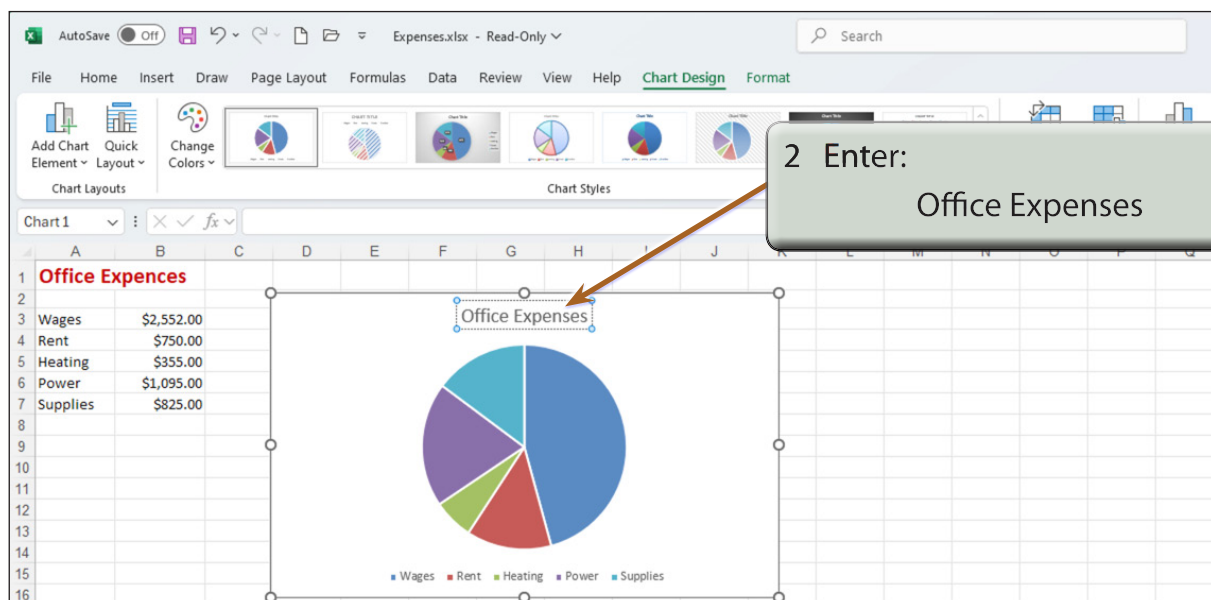 AutoSave Off Expenses.xlsx - Read-Only Search
File Home Insert Draw Page Layout Formulas Data Review View Help Chart Design Format
Add Chart Element Quick Layout Change Colors
Chart Layouts Chart Styles
2 Enter:
Office Expenses
Chart 1 fx
A B C D E F G H I J K L M N O P Q
1 Office Expences
2
3 Wages $2,552.00
4 Rent $750.00
5 Heating $355.00
6 Power $1,095.00
7 Supplies $825.00
8
9
10
11
12
13
14
15
16
Office Expenses
Wages Rent Heating Power Supplies